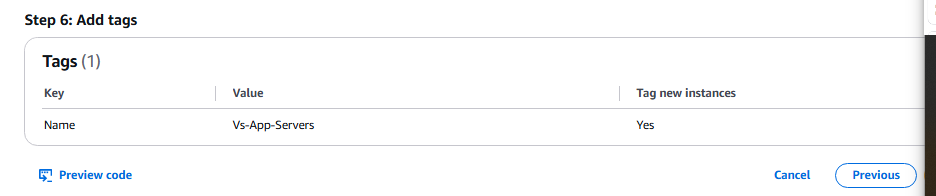 Step 6: Add tags
Tags (1)
Key Value Tag new instances
Name Vs-App-Servers Yes
Preview code Cancel Previous